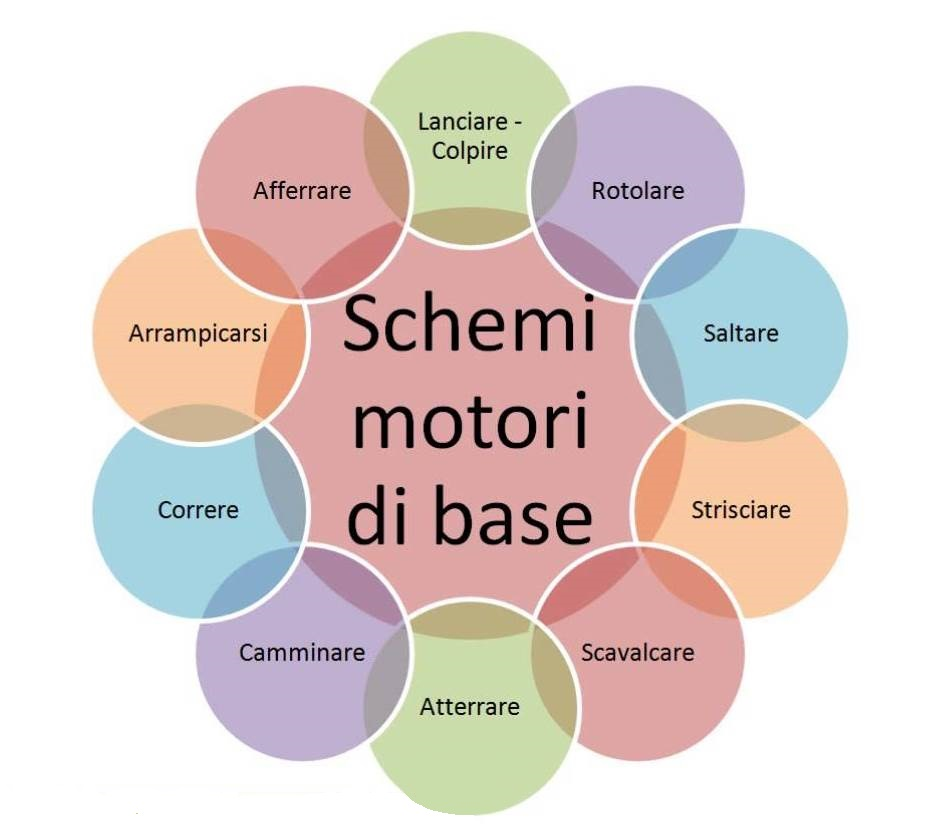 Schemi
motori
di base
Lanciare -
Colpire
Rotolare
Saltare
Strisciare
Scavalcare
Atterrare
Camminare
Correre
Arrampicarsi
Afferrare